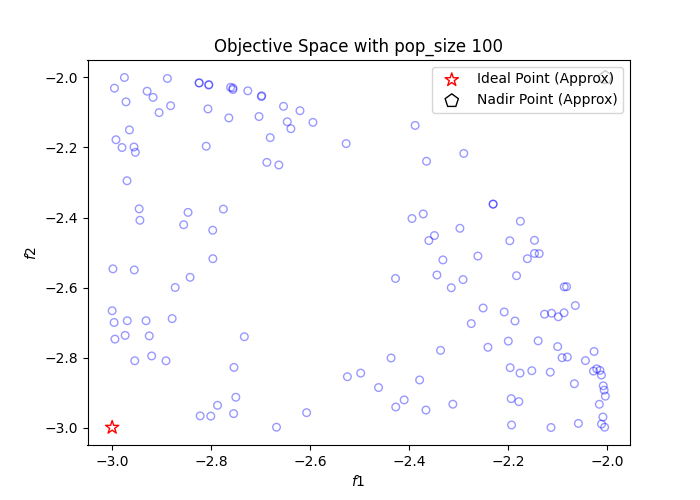 Objective Space with pop_size 100
Ideal Point (Approx)
Nadir Point (Approx)
f2
−2.0
−2.2
−2.4
−2.6
−2.8
−3.0
−3.0 −2.8 −2.6 −2.4 −2.2 −2.0
f1